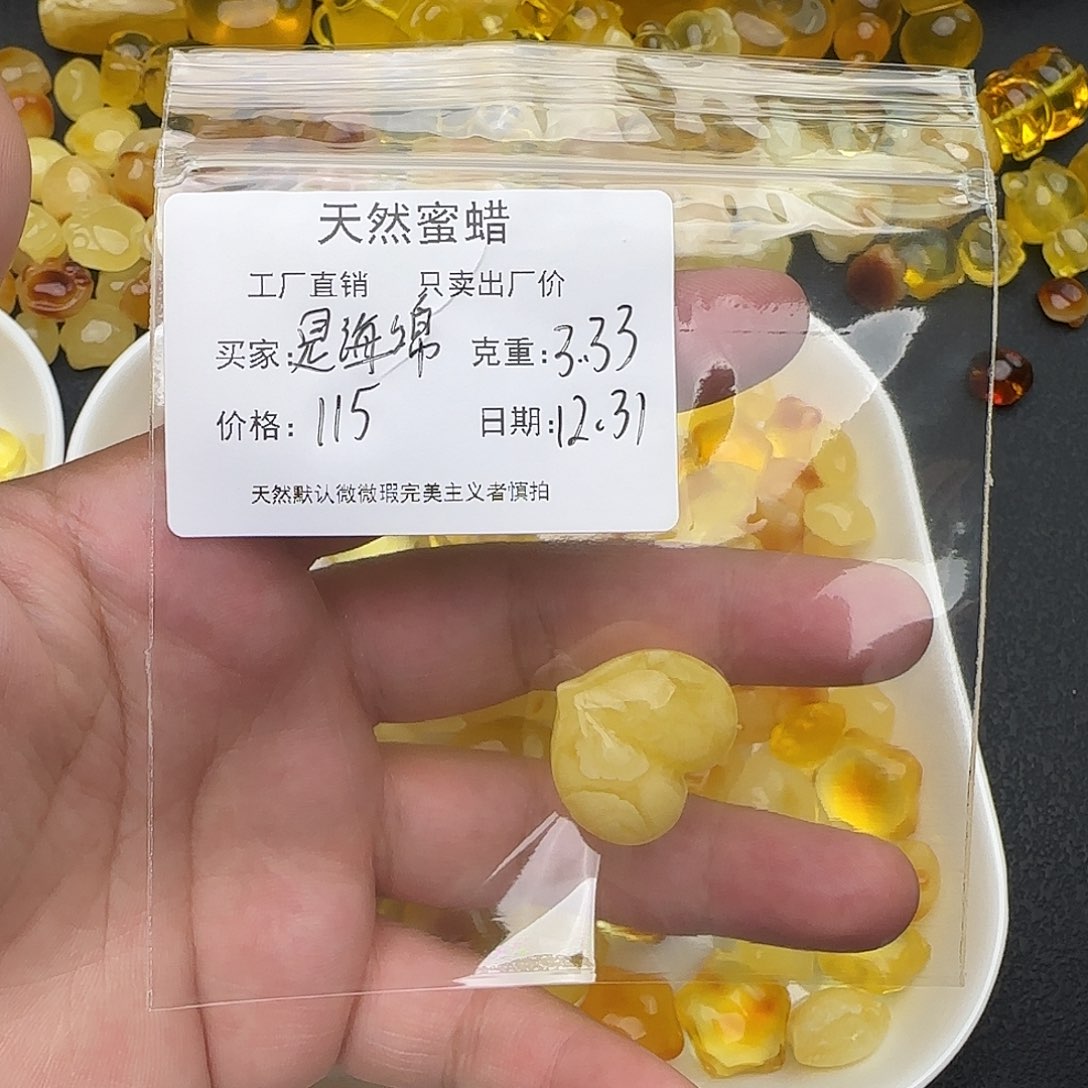 天然蜜蜡
工厂直销 只卖出厂价
买家:是海绵 克重:3.33
价格:115 日期:12.31
天然默认微微瑕完美主义者慎拍